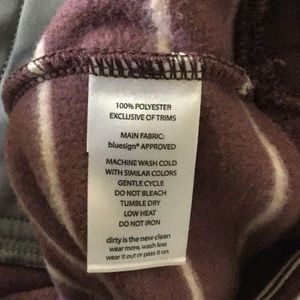 100% POLYESTER
EXCLUSIVE OF TRIMS
MAIN FABRIC:
bluesign® APPROVED
MACHINE WASH COLD
WITH SIMILAR COLORS
GENTLE CYCLE
DO NOT BLEACH
TUMBLE DRY
LOW HEAT
DO NOT IRON
dirty is the new clean
wear more, wash less
wear it out or pass it on